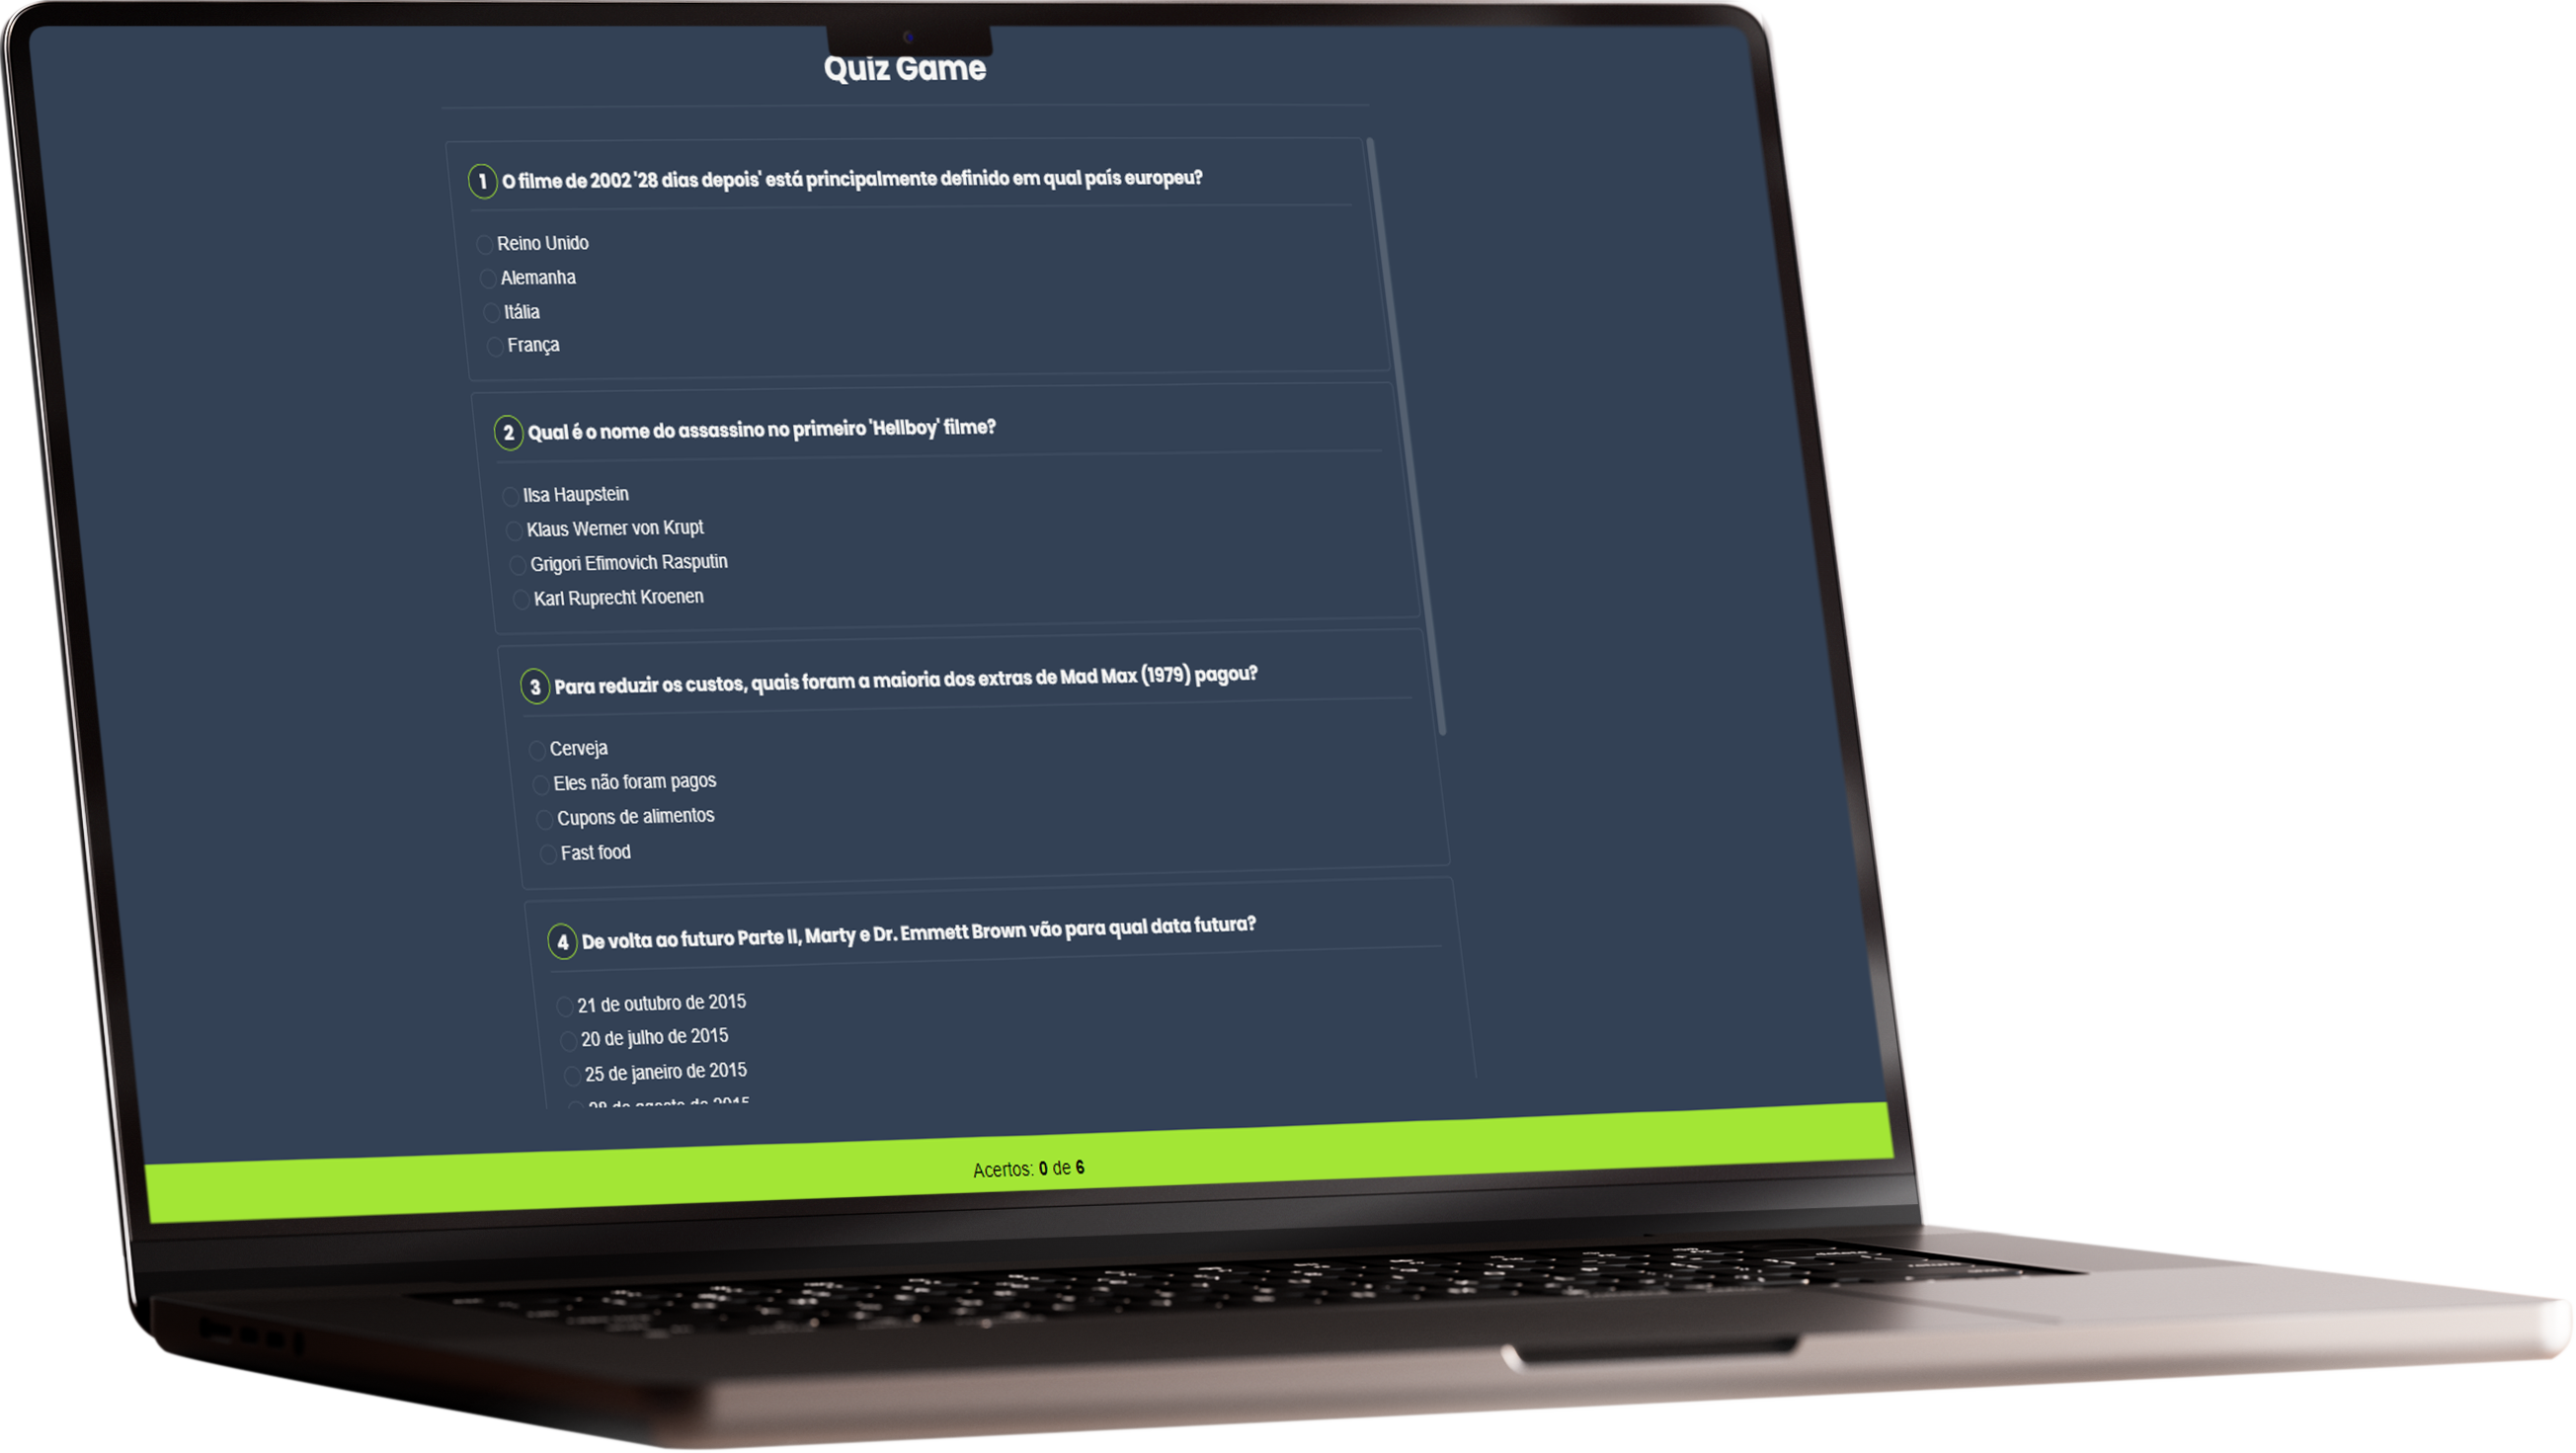 Quiz Game
1 O filme de 2002 '28 dias depois' está principalmente definido em qual país europeu?
Reino Unido
Alemanha
Itália
França
2 Qual é o nome do assassino no primeiro 'Hellboy' filme?
Ilsa Haupstein
Klaus Werner von Krupt
Grigori Efimovich Rasputin
Karl Ruprecht Kroenen
3 Para reduzir os custos, quais foram a maioria dos extras de Mad Max (1979) pagou?
Cerveja
Eles não foram pagos
Cupons de alimentos
Fast food
4 De volta ao futuro Parte II, Marty e Dr. Emmett Brown vão para qual data futura?
21 de outubro de 2015
20 de julho de 2015
25 de janeiro de 2015
de agosto de 2015
Acertos: 0 de 6